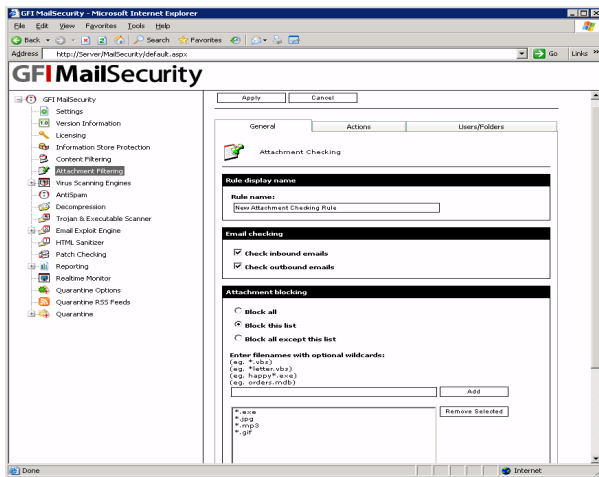 GFI MailSecurity - Microsoft Internet Explorer
File Edit View Favorites Tools Help
Back Search Favorites
Address http://Server/MailSecurity/default.aspx Go Links »
GFI MailSecurity
GFI MailSecurity
Settings
Version Information
Licensing
Information Store Protection
Content Filtering
Attachment Filtering
Virus Scanning Engines
AntiSpam
Decompression
Trojan & Executable Scanner
Email Exploit Engine
HTML Sanitizer
Patch Checking
Reporting
Realtime Monitor
Quarantine Options
Quarantine RSS Feeds
Quarantine
Apply Cancel
General Actions Users/Folders
Attachment Checking
Rule display name
Rule name:
New Attachment Checking Rule
Email checking
Check inbound emails
Check outbound emails
Attachment blocking
Block all
Block this list
Block all except this list
Enter filenames with optional wildcards:
(eg. *.vbs)
(eg. *letter.vbs)
(eg. happy*.exe)
(eg. orders.mdb)
Add
*.exe
*.jpg
*.mp3
*.gif
Remove Selected
Done Internet